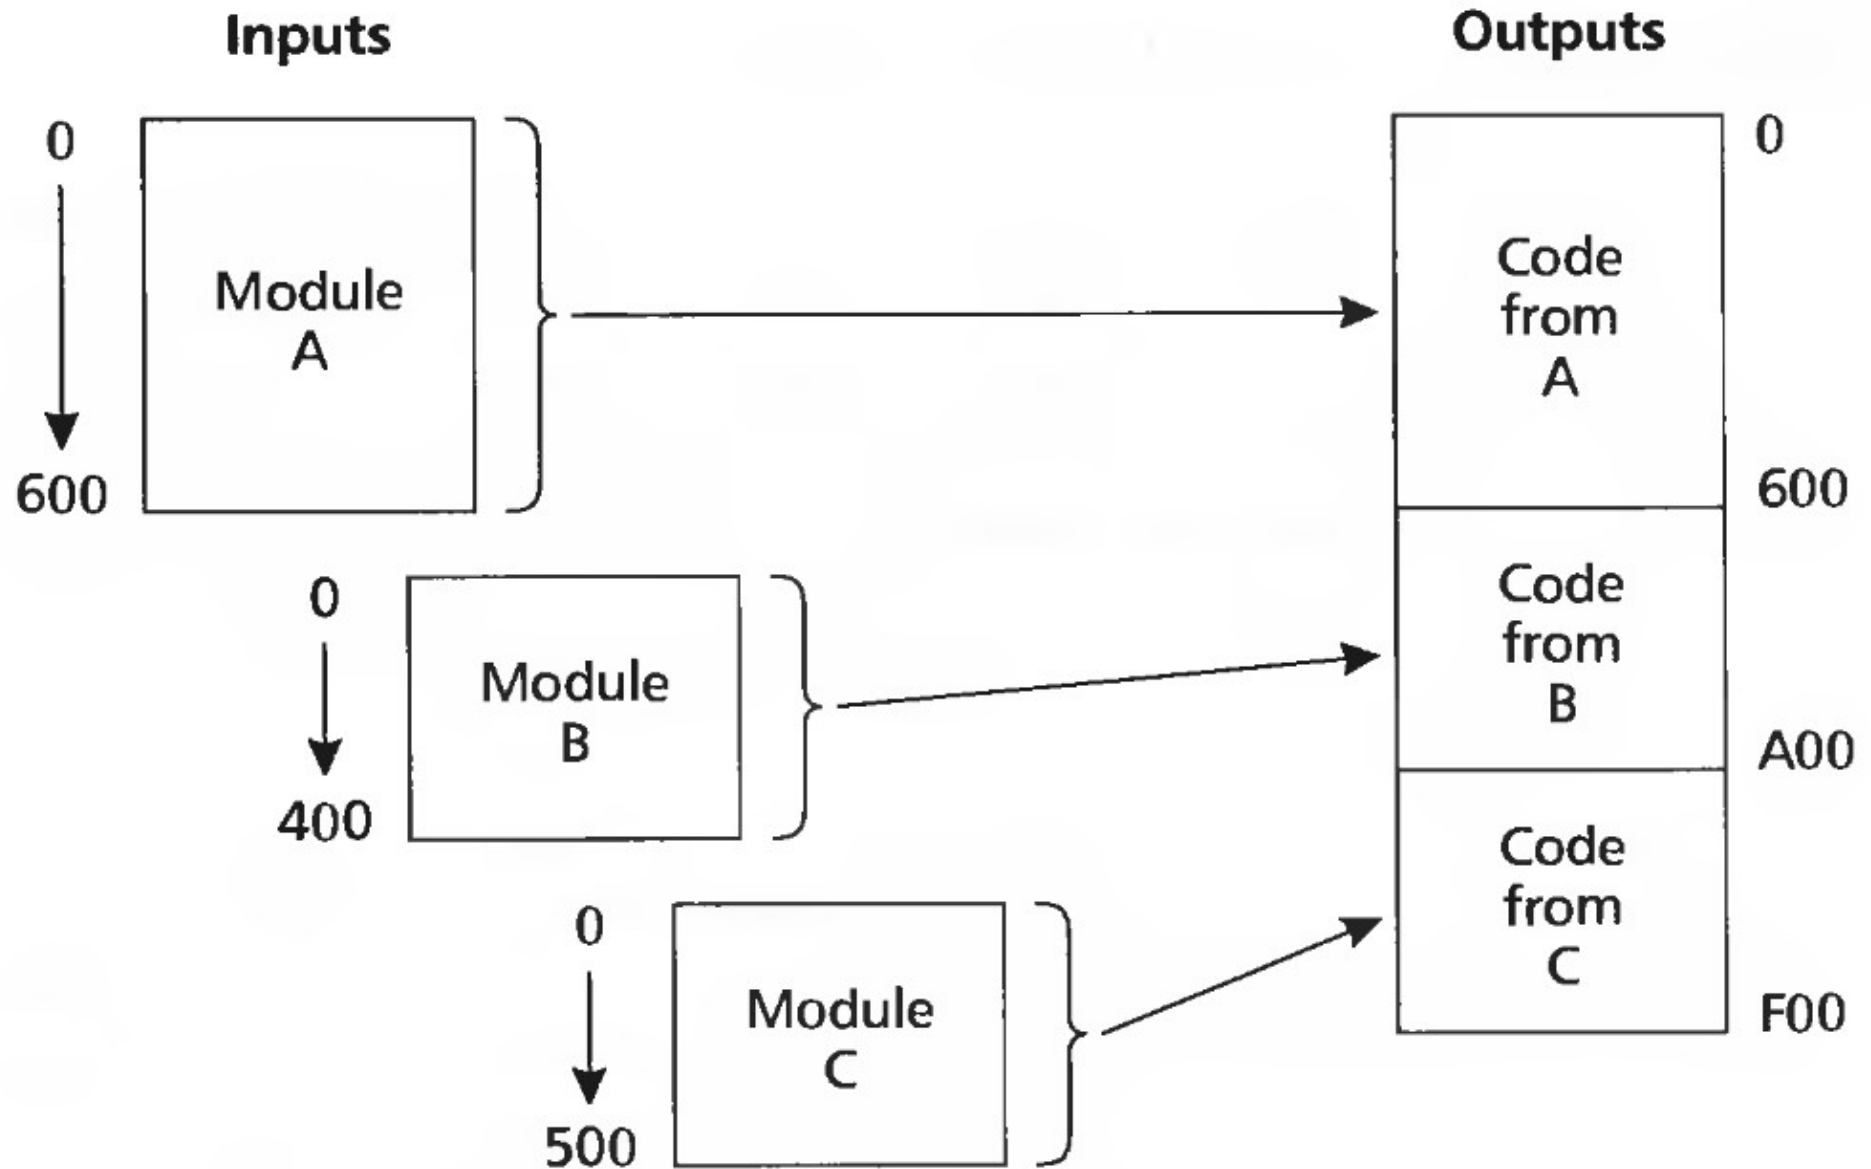 Inputs
Outputs
0
Module
A
600
0
Code
from
A
600
0
Module
B
400
Code
from
B
A00
0
Module
C
500
Code
from
C
F00